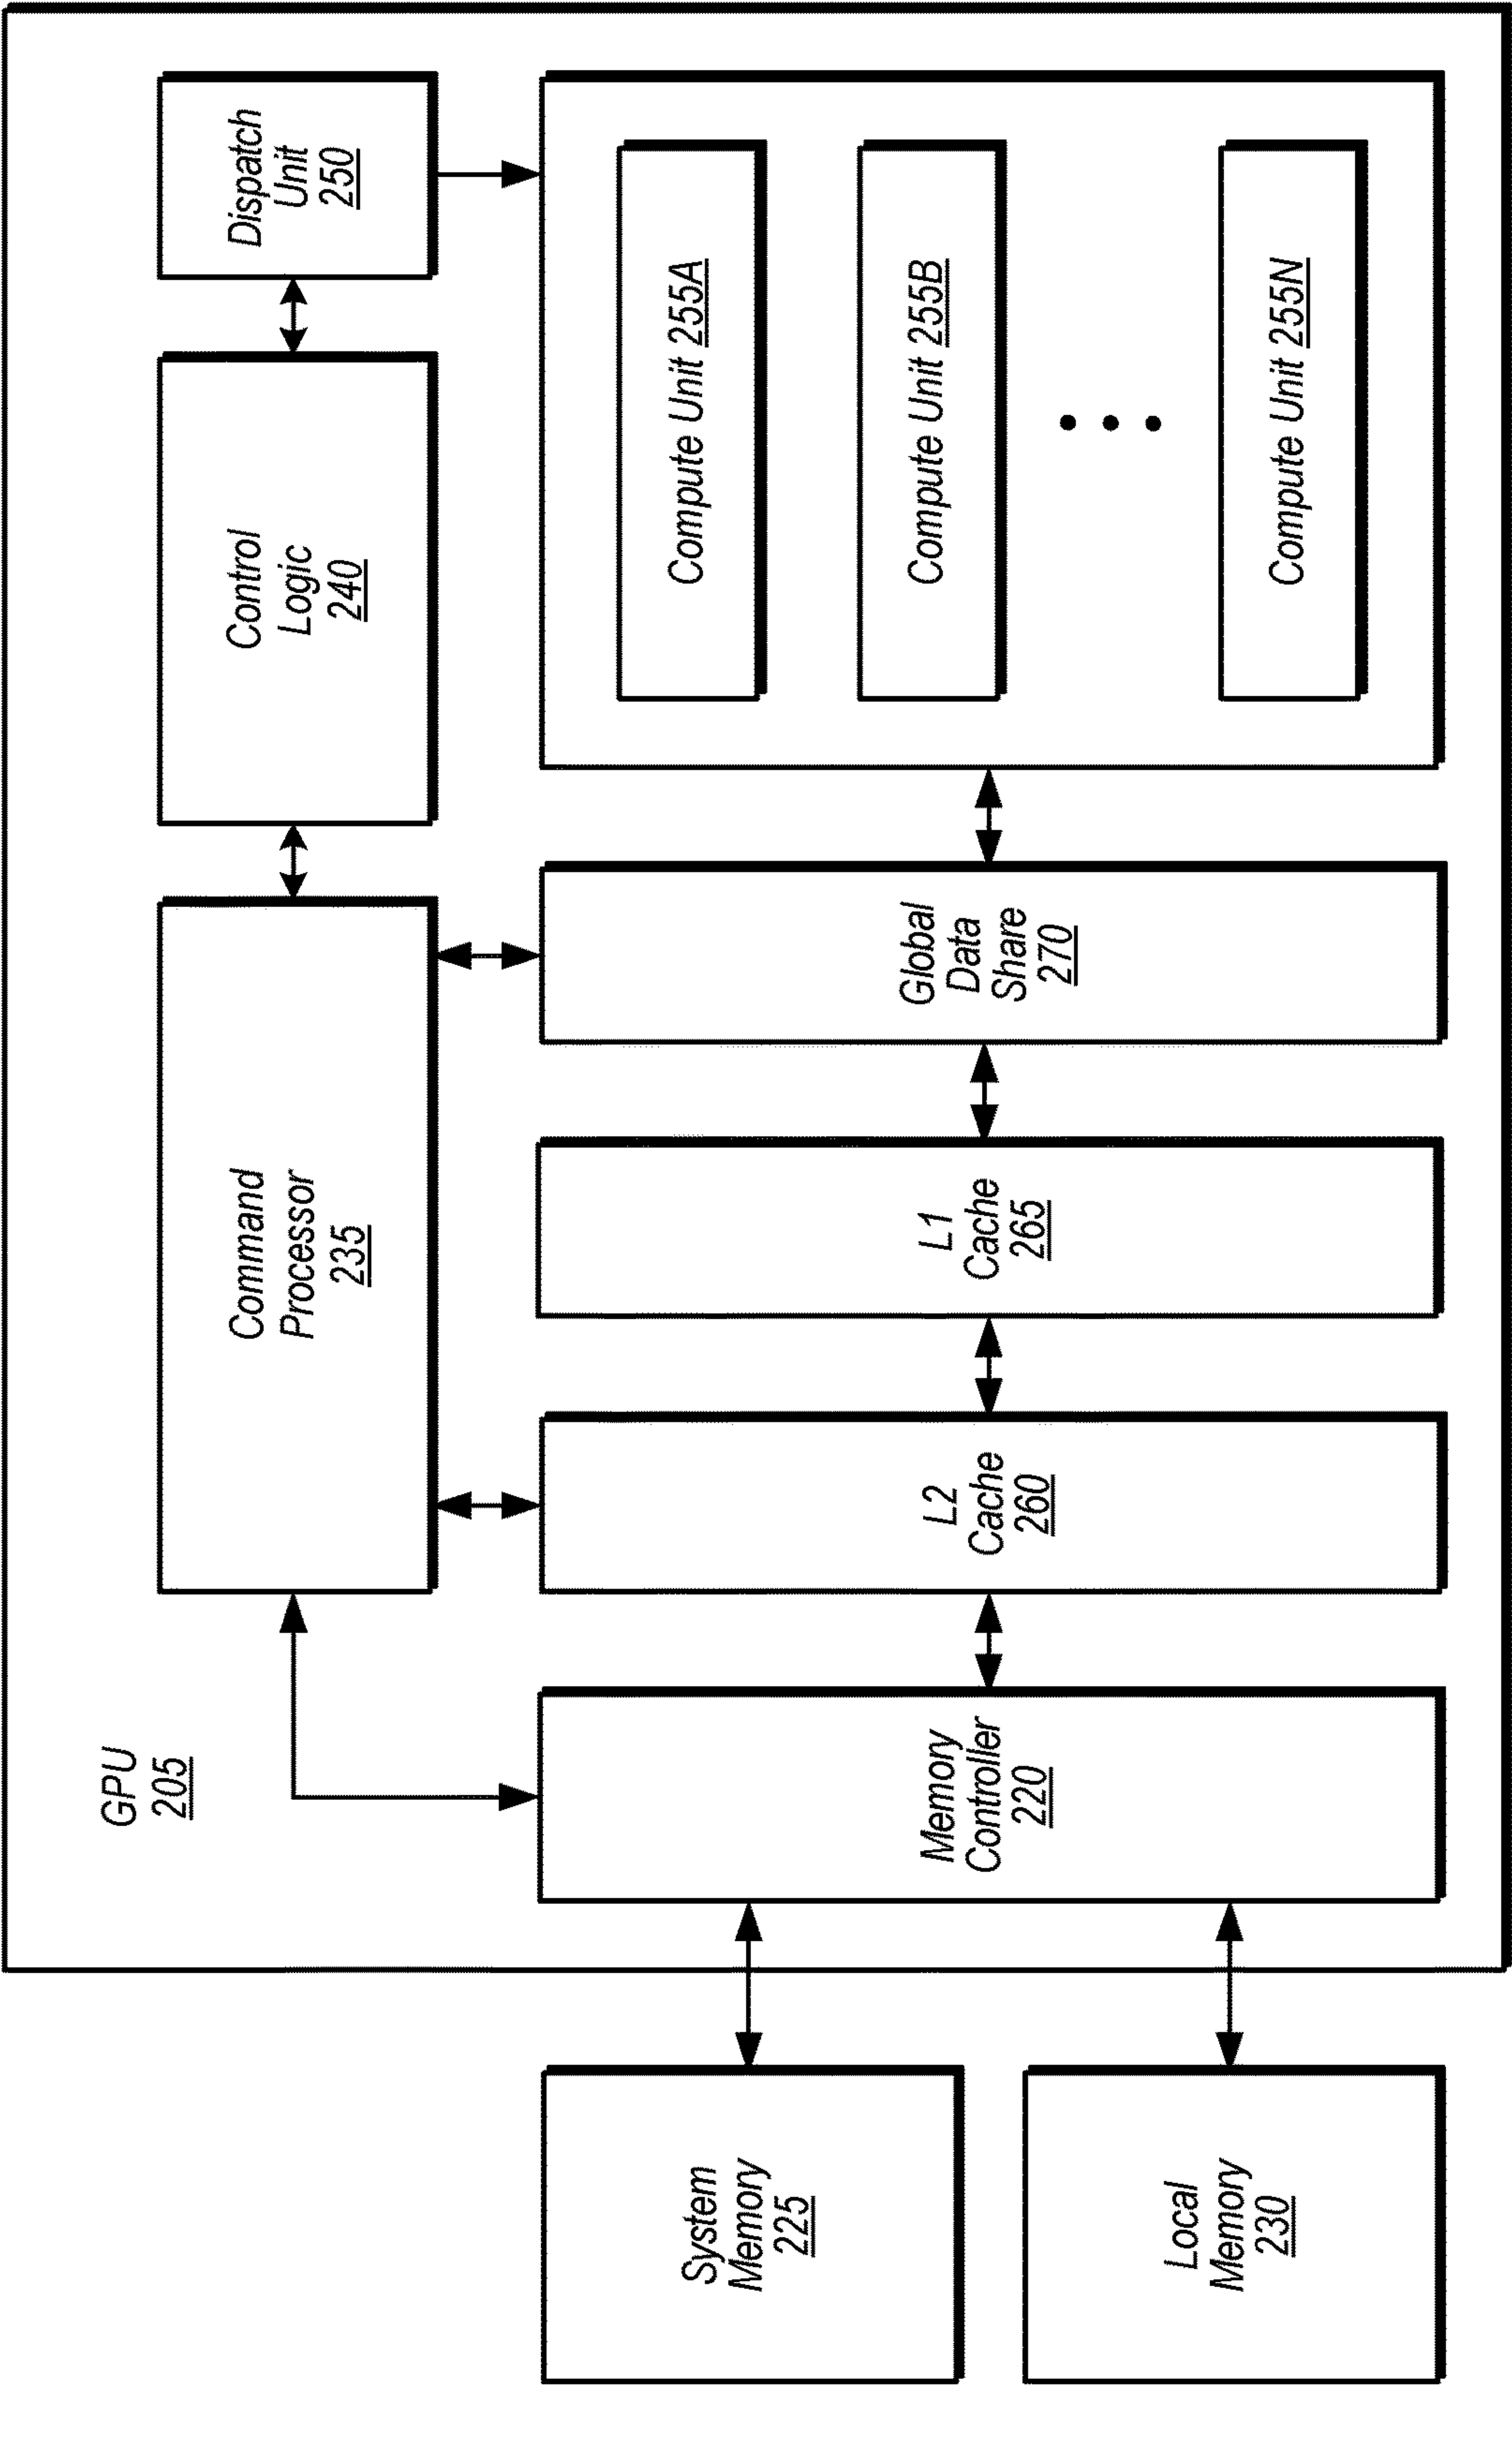 GPU
205
Command
Processor
235
Control
Logic
240
Dispatch
Unit
250
System
Memory
225
Local
Memory
230
Memory
Controller
220
L2
Cache
260
L1
Cache
265
Global
Data
Share
270
Compute Unit 255A
Compute Unit 255B
Compute Unit 255N